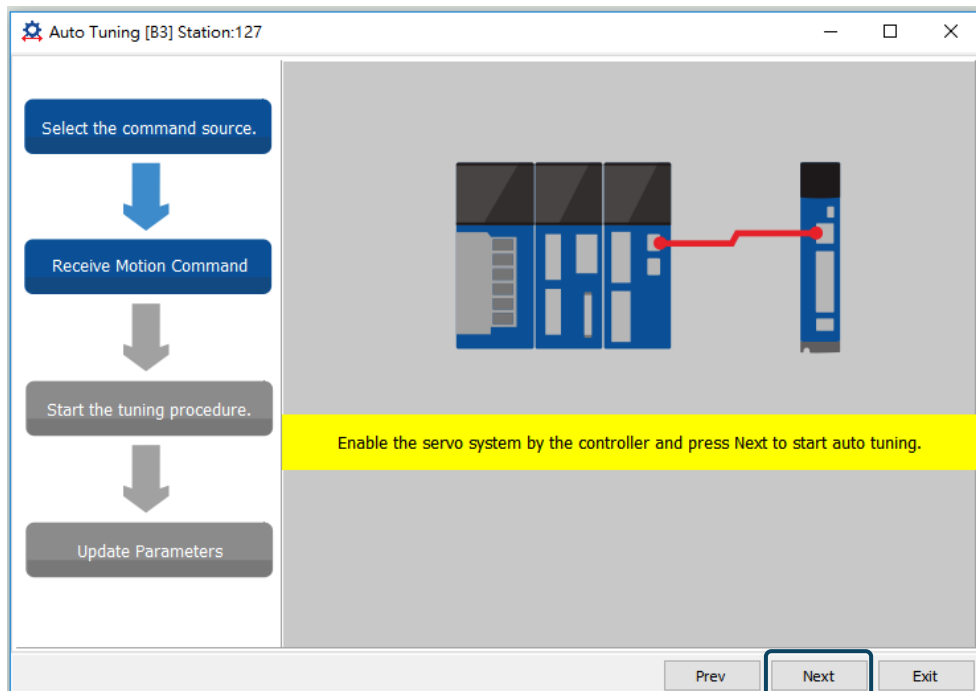 Auto Tuning [B3] Station:127
Select the command source.
Receive Motion Command
Start the tuning procedure.
Update Parameters
Enable the servo system by the controller and press Next to start auto tuning.
Prev
Next
Exit